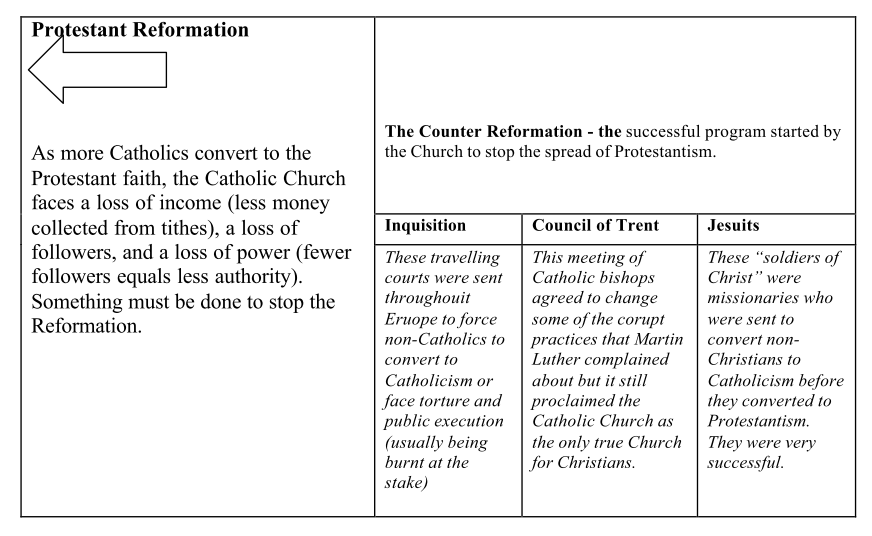 Protestant Reformation
As more Catholics convert to the
Protestant faith, the Catholic Church
faces a loss of income (less money
collected from tithes), a loss of
followers, and a loss of power (fewer
followers equals less authority).
Something must be done to stop the
Reformation.
The Counter Reformation - the successful program started by
the Church to stop the spread of Protestantism.
Inquisition
These travelling
courts were sent
throughouit
Eruope to force
non-Catholics to
convert to
Catholicism or
face torture and
public execution
(usually being
burnt at the
stake)
Council of Trent
This meeting of
Catholic bishops
agreed to change
some of the corupt
practices that Martin
Luther complained
about but it still
proclaimed the
Catholic Church as
the only true Church
for Christians.
Jesuits
These “soldiers of
Christ” were
missionaries who
were sent to
convert non-
Christians to
Catholicism before
they converted to
Protestantism.
They were very
successful.